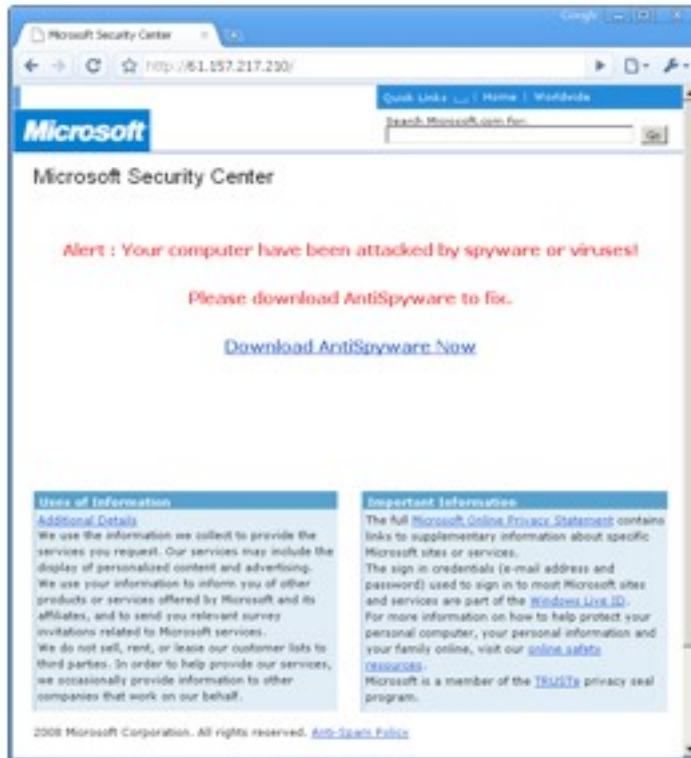 Google
Microsoft Security Center
http://61.157.217.210/
Quick Links | Home | Worldwide
Microsoft
Search Microsoft.com for:
Go
Microsoft Security Center
Alert : Your computer have been attacked by spyware or viruses!
Please download AntiSpyware to fix.
Download AntiSpyware Now
Uses of Information
Additional Details
We use the information we collect to provide the
services you request. Our services may include the
display of personalized content and advertising.
We use your information to inform you of other
products or services offered by Microsoft and its
affiliates, and to send you relevant survey
invitations related to Microsoft services.
We do not sell, rent, or lease our customer lists to
third parties. In order to help provide our services,
we occasionally provide information to other
companies that work on our behalf.
Important Information
The full Microsoft Online Privacy Statement contains
links to supplementary information about specific
Microsoft sites or services.
The sign in credentials (e-mail address and
password) used to sign in to most Microsoft sites
and services are part of the Windows Live ID.
For more information on how to help protect your
personal computer, your personal information and
your family online, visit our online safety
resources.
Microsoft is a member of the TRUSTe privacy seal
program.
2008 Microsoft Corporation. All rights reserved. Anti-Spam Policy